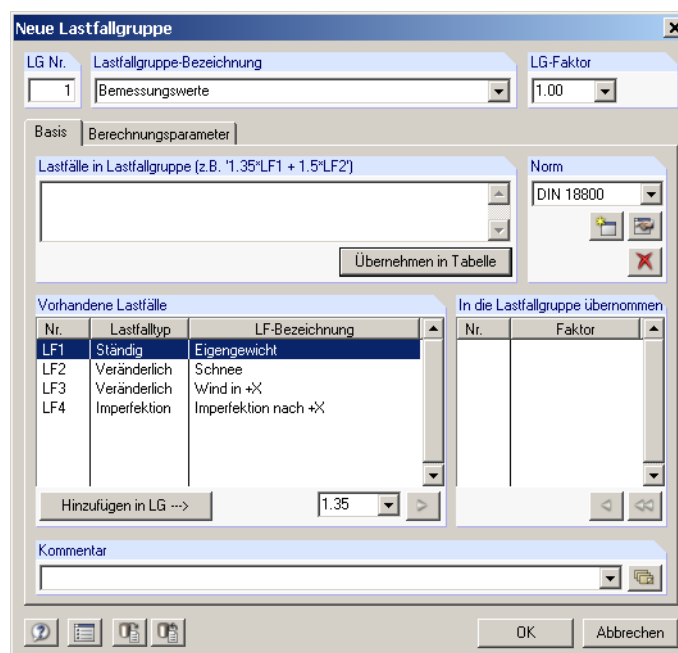 Neue Lastfallgruppe
LG Nr. Lastfallgruppe-Bezeichnung LG-Faktor
1 Bemessungswerte 1.00
Basis Berechnungsparameter
Lastfälle in Lastfallgruppe (z.B. '1.35*LF1 + 1.5*LF2') Norm
DIN 18800
Übernehmen in Tabelle
Vorhandene Lastfälle In die Lastfallgruppe übernommen
Nr. Lastfalltyp LF-Bezeichnung Nr. Faktor
LF1 Ständig Eigengewicht
LF2 Veränderlich Schnee
LF3 Veränderlich Wind in +X
LF4 Imperfektion Imperfektion nach +X
Hinzufügen in LG ---> 1.35
Kommentar
OK Abbrechen